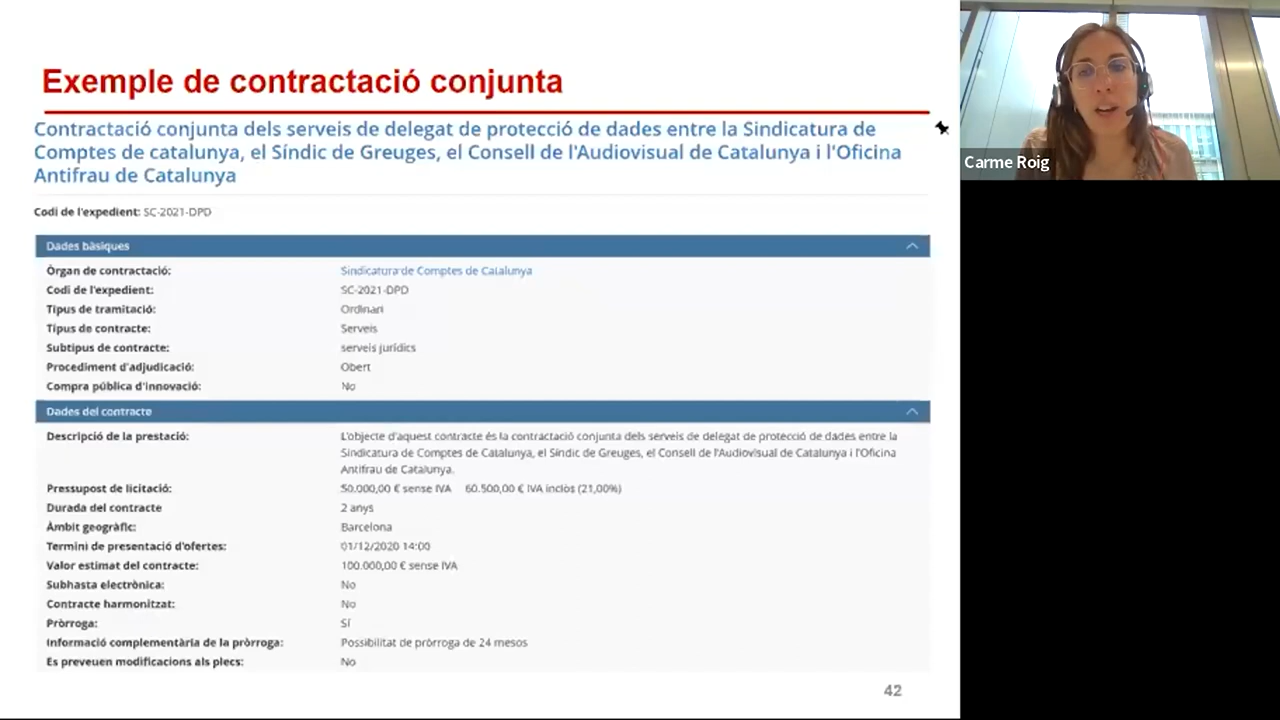 Exemple de contractació conjunta
Contractació conjunta dels serveis de delegat de protecció de dades entre la Sindicatura de
Comptes de catalunya, el Síndic de Greuges, el Consell de l'Audiovisual de Catalunya i l'Oficina
Antifrau de Catalunya
Codi de l'expedient: SC-2021-DPD
Dades bàsiques
Òrgan de contractació: Sindicatura de Comptes de Catalunya
Codi de l'expedient: SC-2021-DPD
Tipus de tramitació: Ordinari
Tipus de contracte: Serveis
Subtipus de contracte: serveis jurídics
Procediment d'adjudicació: Obert
Compra pública d'innovació: No
Dades del contracte
Descripció de la prestació: L'objecte d'aquest contracte és la contractació conjunta dels serveis de delegat de protecció de dades entre la
Sindicatura de Comptes de Catalunya, el Síndic de Greuges, el Consell de l'Audiovisual de Catalunya i l'Oficina
Antifrau de Catalunya.
Pressupost de licitació: 50.000,00 € sense IVA 60.500,00 € IVA inclòs (21,00%)
Durada del contracte 2 anys
Àmbit geogràfic: Barcelona
Termini de presentació d'ofertes: 01/12/2020 14:00
Valor estimat del contracte: 100.000,00 € sense IVA
Subhasta electrònica: No
Contracte harmonitzat: No
Pròrroga: Sí
Informació complementària de la pròrroga: Possibilitat de pròrroga de 24 mesos
Es preveuen modificacions als plecs: No
42
Carme Roig